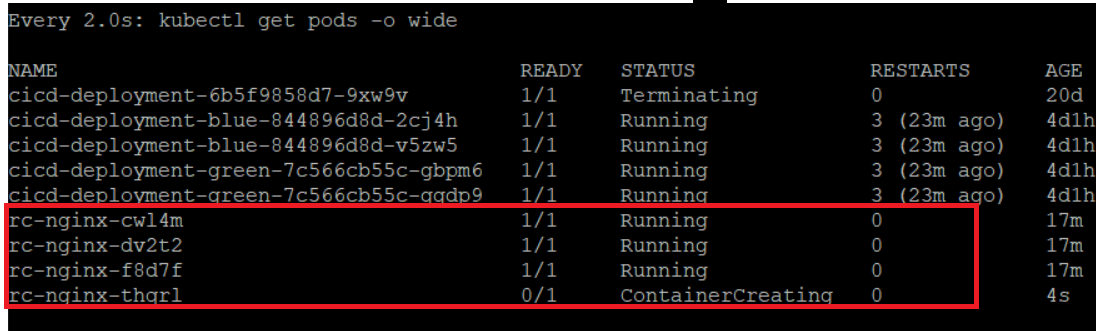 Every 2.0s: kubectl get pods -o wide
NAME READY STATUS RESTARTS AGE
cicd-deployment-6b5f9858d7-9xw9v 1/1 Terminating 0 20d
cicd-deployment-blue-844896d8d-2cj4h 1/1 Running 3 (23m ago) 4d1h
cicd-deployment-blue-844896d8d-v5zw5 1/1 Running 3 (23m ago) 4d1h
cicd-deployment-green-7c566cb55c-gbpm6 1/1 Running 3 (23m ago) 4d1h
cicd-deployment-green-7c566cb55c-gqdp9 1/1 Running 3 (23m ago) 4d1h
rc-nginx-cwl4m 1/1 Running 0 17m
rc-nginx-dv2t2 1/1 Running 0 17m
rc-nginx-f8d7f 1/1 Running 0 17m
rc-nginx-thqrl 0/1 ContainerCreating 0 4s